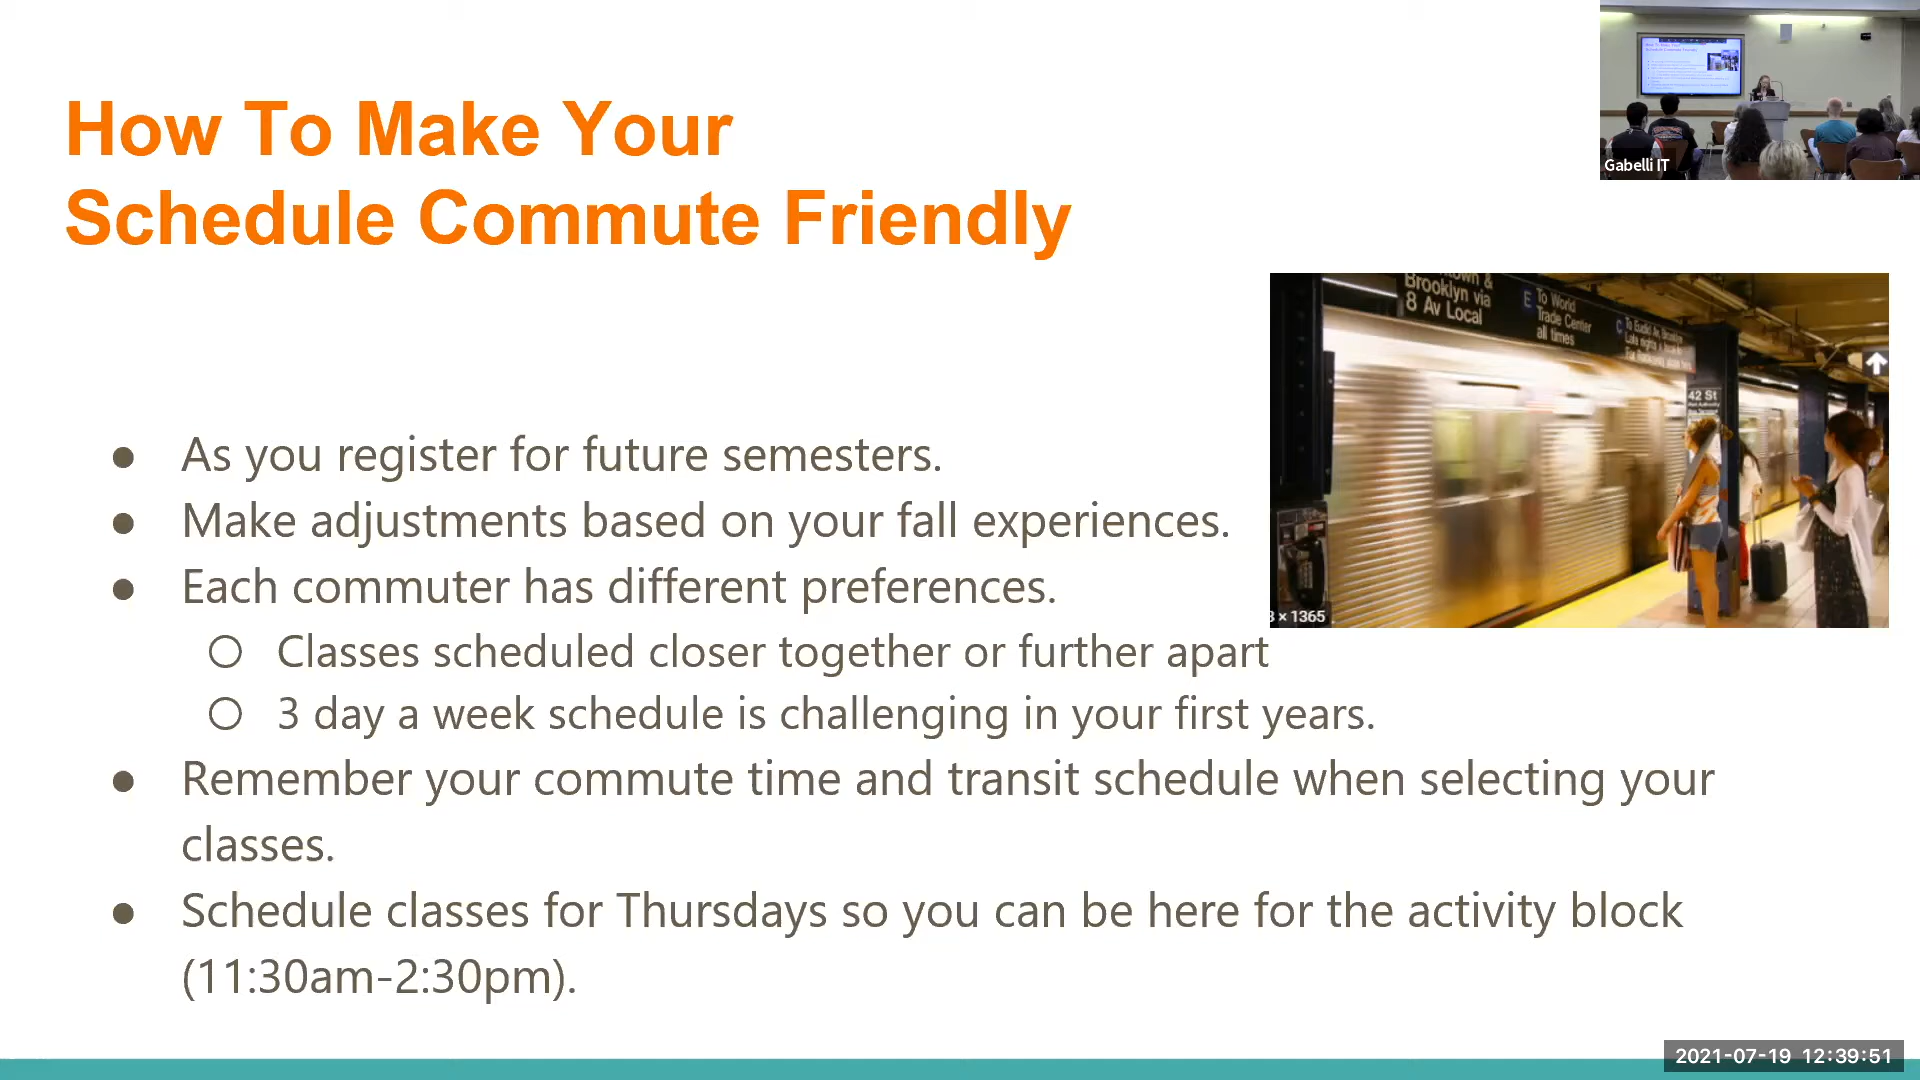 How To Make Your
Schedule Commute Friendly
Gabelli IT
Brooklyn via
8 Av Local
E To World
Trade Center
all times
42 St
● As you register for future semesters.
● Make adjustments based on your fall experiences.
● Each commuter has different preferences.
× 1365
○ Classes scheduled closer together or further apart
○ 3 day a week schedule is challenging in your first years.
● Remember your commute time and transit schedule when selecting your
classes.
● Schedule classes for Thursdays so you can be here for the activity block
(11:30am-2:30pm).
2021-07-19 12:39:51